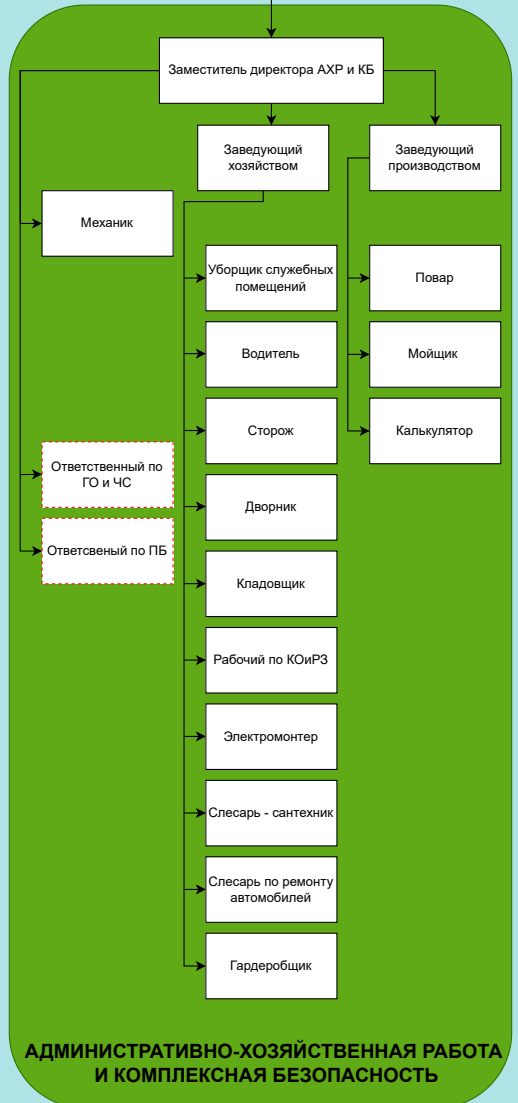 Заместитель директора АХР и КБ
Заведующий
хозяйством
Заведующий
производством
Механик
Уборщик служебных
помещений
Повар
Водитель
Мойщик
Сторож
Калькулятор
Ответственный по
ГО и ЧС
Дворник
Ответсвеный по ПБ
Кладовщик
Рабочий по КОиРЗ
Электромонтер
Слесарь - сантехник
Слесарь по ремонту
автомобилей
Гардеробщик
АДМИНИСТРАТИВНО-ХОЗЯЙСТВЕННАЯ РАБОТА
И КОМПЛЕКСНАЯ БЕЗОПАСНОСТЬ